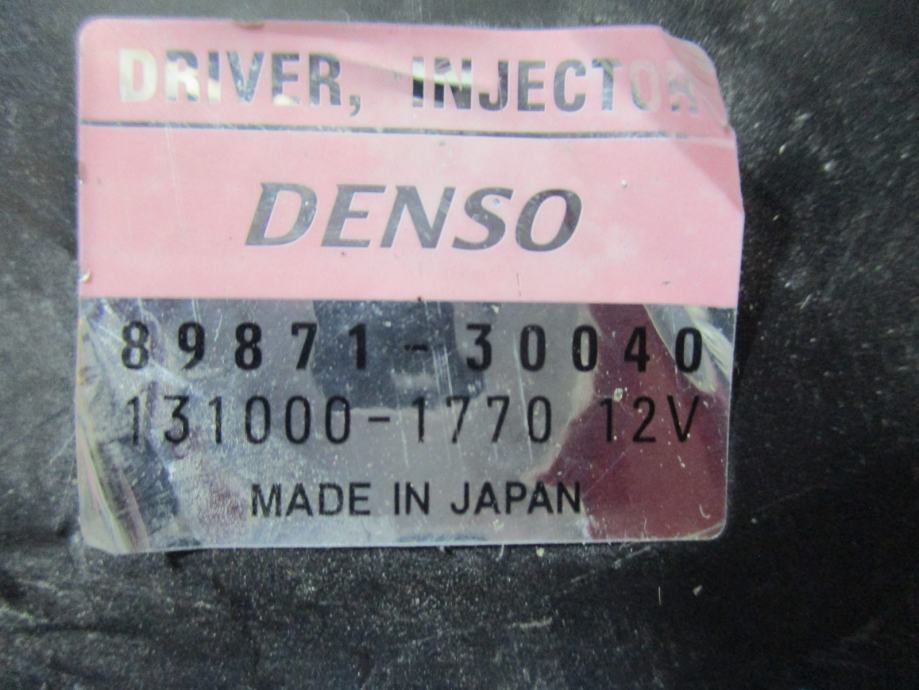 DRIVER, INJECTOR
DENSO
89871-30040
131000-1770 12V
MADE IN JAPAN